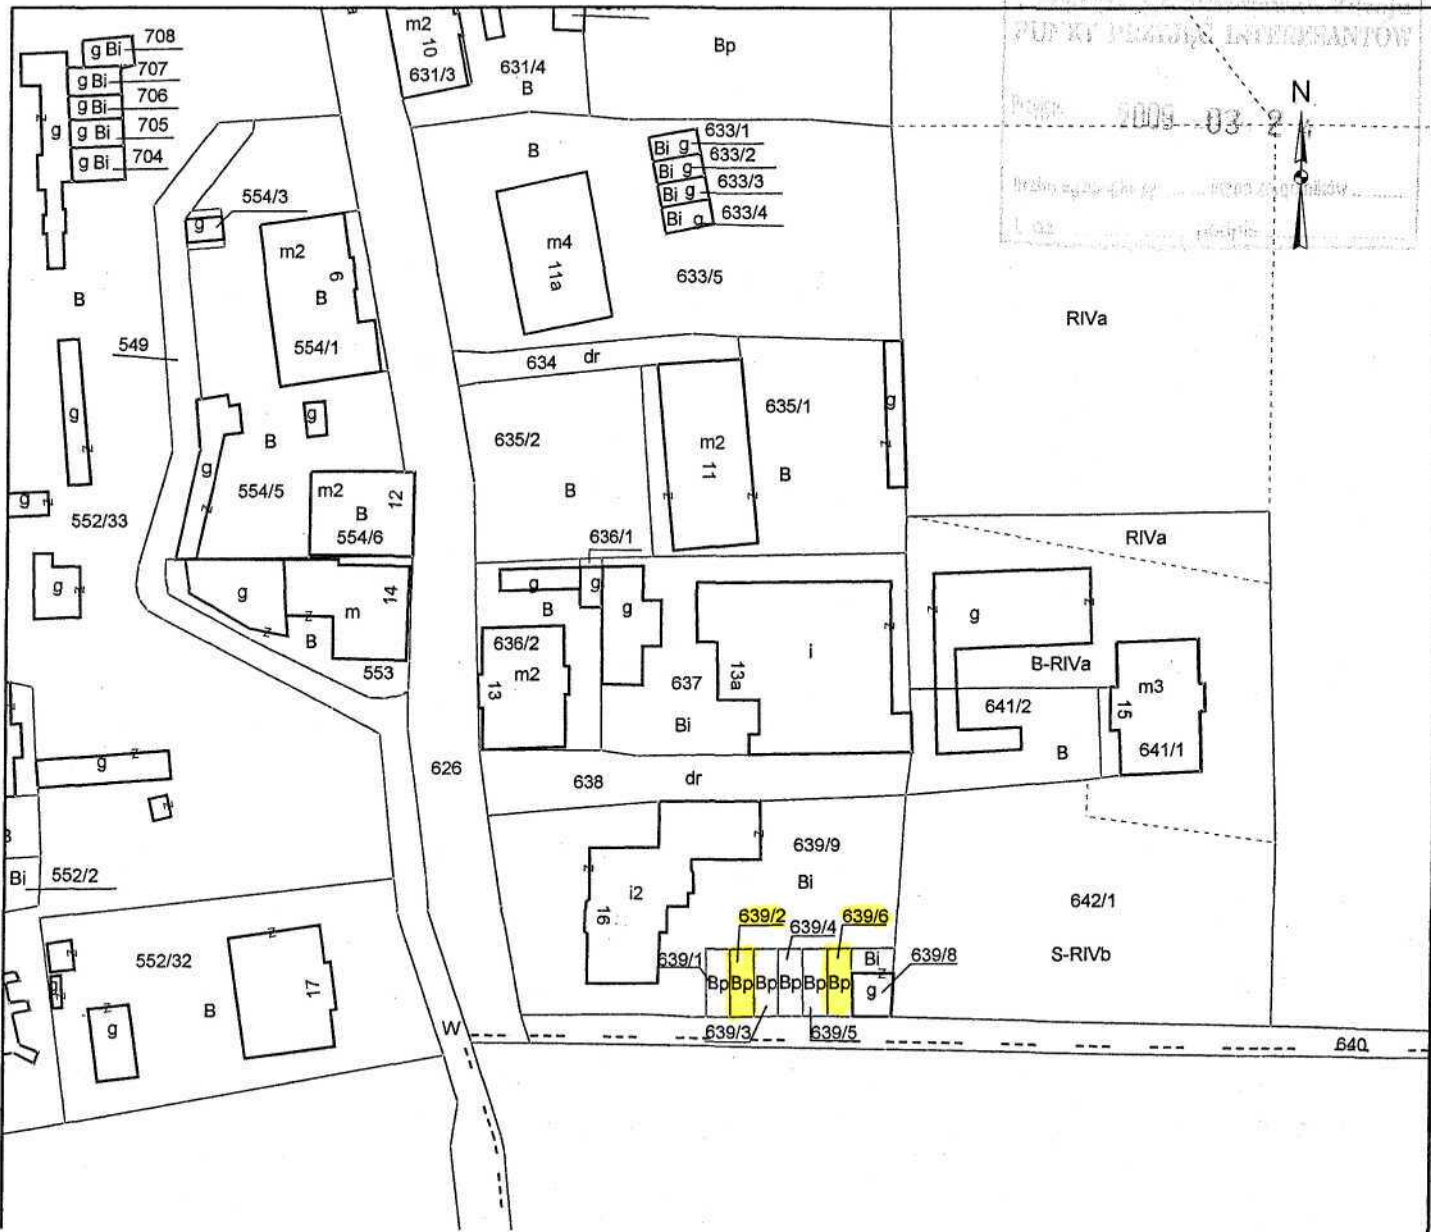 PUNKT PRZYJĘĆ INTERESANTÓW
2009 -03- 2
N
708
g Bi
707
g Bi
706
g Bi
705
g Bi
704
g Bi
g
z
B
m2
10
631/3
631/4
B
Bp
B
633/1
Bi g
633/2
Bi g
633/3
Bi g
633/4
Bi g
m4
11a
633/5
RIVa
554/3
g
m2
6
B
554/1
549
634
dr
g
z
g
B
g
z
554/5
m2
12
B
554/6
635/2
B
m2
11
z
z
635/1
B
g
z
g
z
552/33
g
z
636/1
RIVa
g
z
m
z
14
B
553
g
g
g
B
636/2
m2
13
637
Bi
13a
i
z
g
z
z
B-RIVa
641/2
B
m3
15
641/1
g
z
z
626
638
dr
B
Bi
552/2
639/9
Bi
z
z
i2
16
642/1
S-RIVb
639/2
639/6
639/4
639/1
639/8
Bi
z
Bp
Bp
Bp
Bp
Bp
Bp
g
639/3
639/5
552/32
z
z
g
z
g
z
B
17
W
640